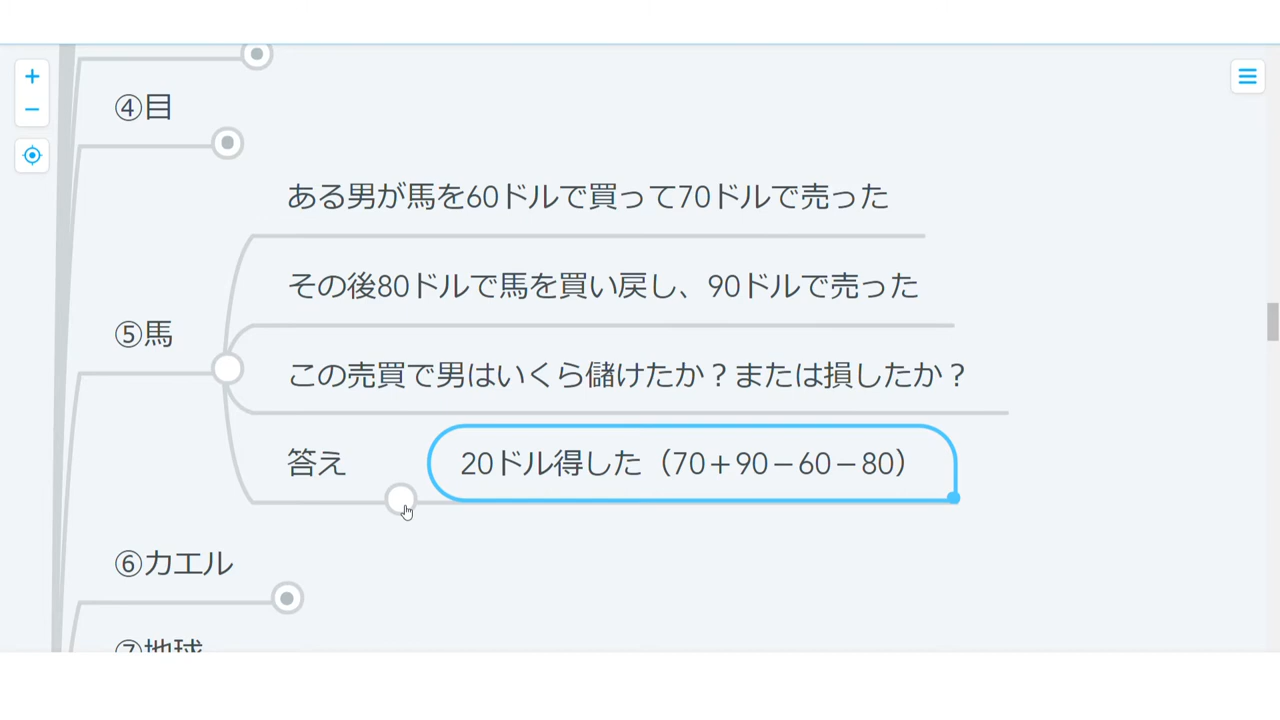 ④目
ある男が馬を60ドルで買って70ドルで売った
その後80ドルで馬を買い戻し、90ドルで売った
⑤馬
この売買で男はいくら儲けたか？または損したか？
答え
20ドル得した（70＋90－60－80）
⑥カエル
⑦地球